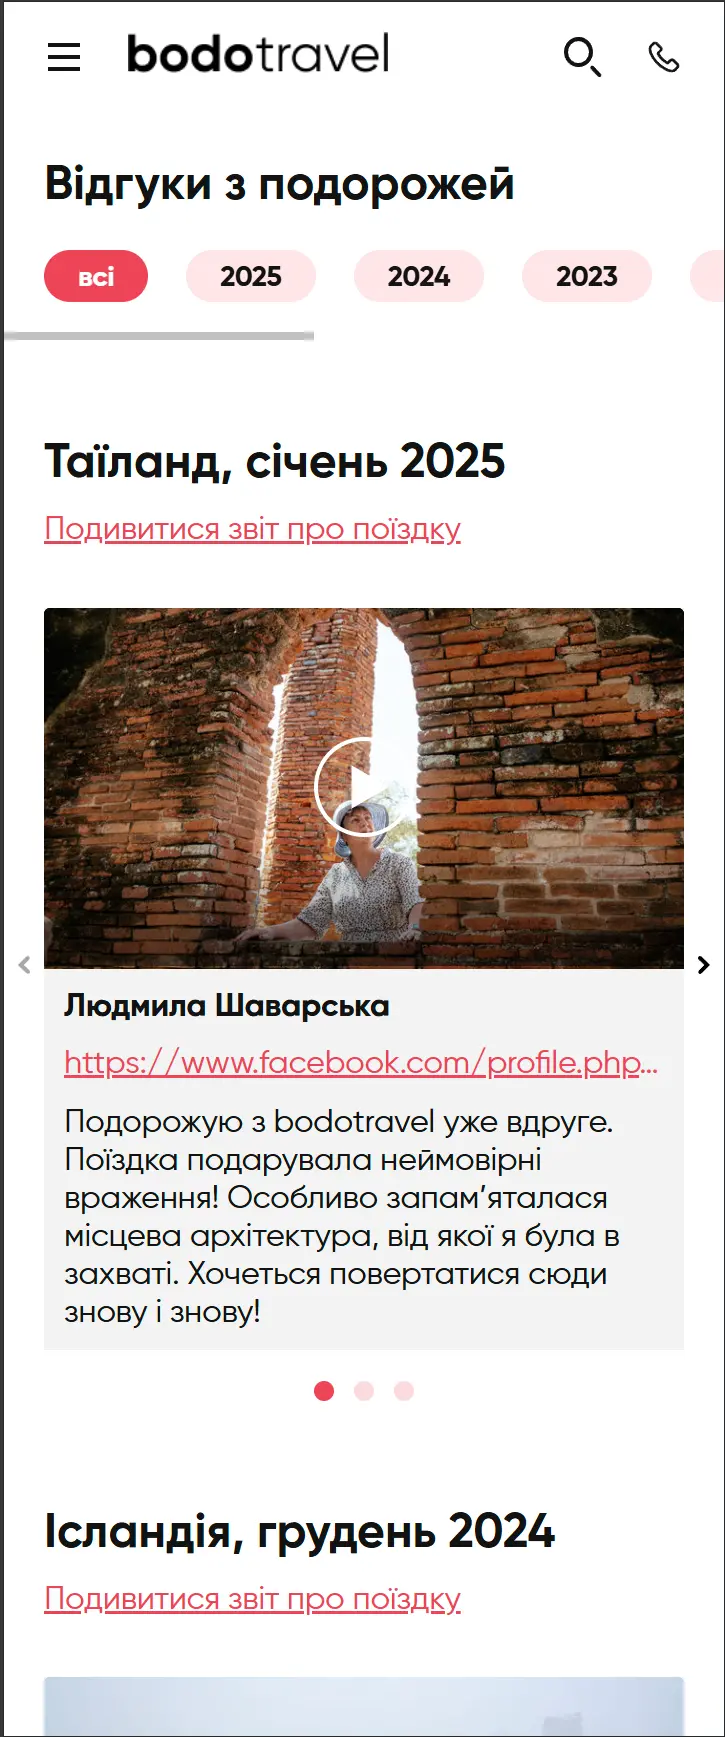 bodotravel
Відгуки з подорожей
всі
2025
2024
2023
Таїланд, січень 2025
Подивитися звіт про поїздку
Людмила Шаварська
https://www.facebook.com/profile.php...
Подорожую з bodotravel уже вдруге.
Поїздка подарувала неймовірні
враження! Особливо запам’яталася
місцева архітектура, від якої я була в
захваті. Хочеться повертатися сюди
знову і знову!
Ісландія, грудень 2024
Подивитися звіт про поїздку